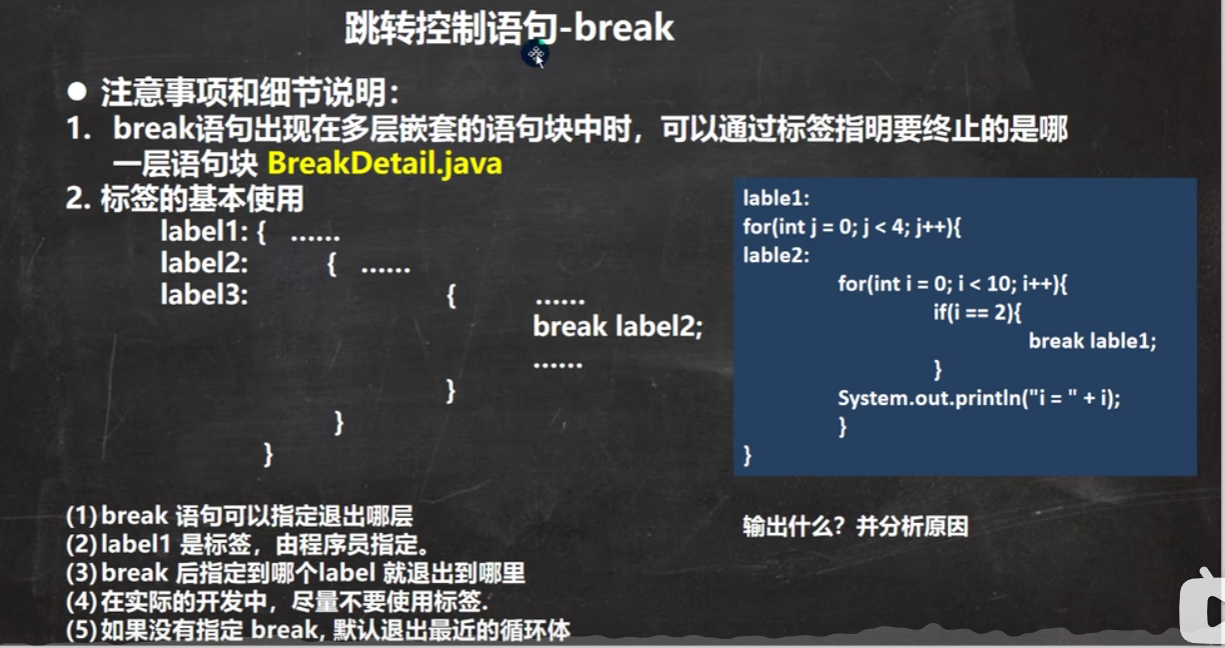 跳转控制语句-break
● 注意事项和细节说明：
1. break语句出现在多层嵌套的语句块中时，可以通过标签指明要终止的是哪
一层语句块 BreakDetail.java
2. 标签的基本使用
label1: { ......
label2: { ......
label3: { ......
break label2;
......
}
}
}
(1)break 语句可以指定退出哪层
(2)label1 是标签，由程序员指定。
(3)break 后指定到哪个label 就退出到哪里
(4)在实际的开发中，尽量不要使用标签.
(5)如果没有指定 break, 默认退出最近的循环体
lable1:
for(int j = 0; j < 4; j++){
lable2:
for(int i = 0; i < 10; i++){
if(i == 2){
break lable1;
}
System.out.println("i = " + i);
}
}
输出什么？并分析原因